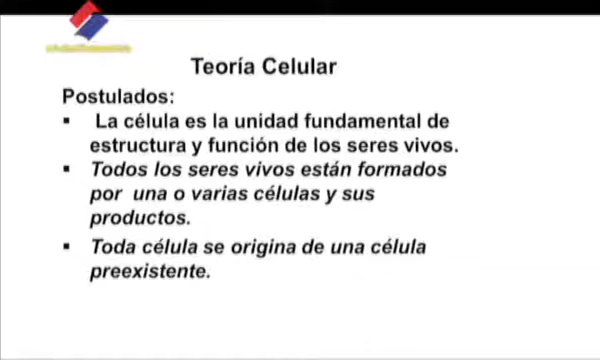 Teoría Celular
Postulados:
▪ La célula es la unidad fundamental de
estructura y función de los seres vivos.
▪ Todos los seres vivos están formados
por una o varias células y sus
productos.
▪ Toda célula se origina de una célula
preexistente.